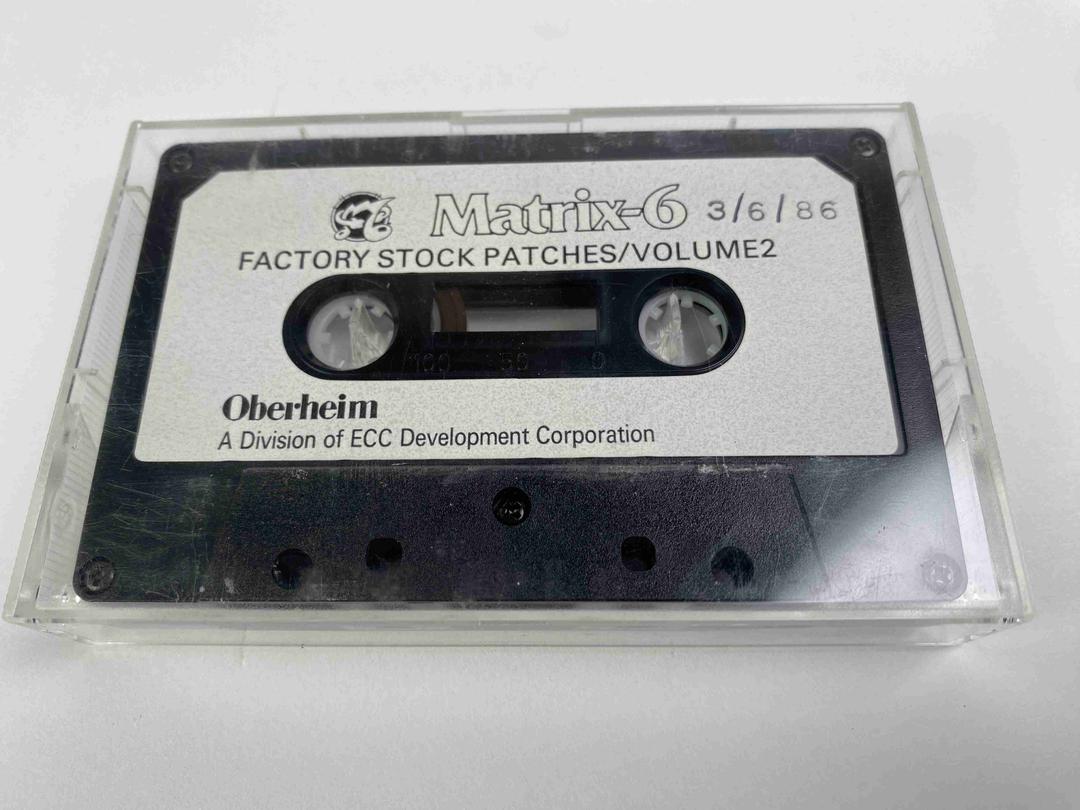 Matrix-6 3/6/86
FACTORY STOCK PATCHES/VOLUME2
100 50 0
Oberheim
A Division of ECC Development Corporation